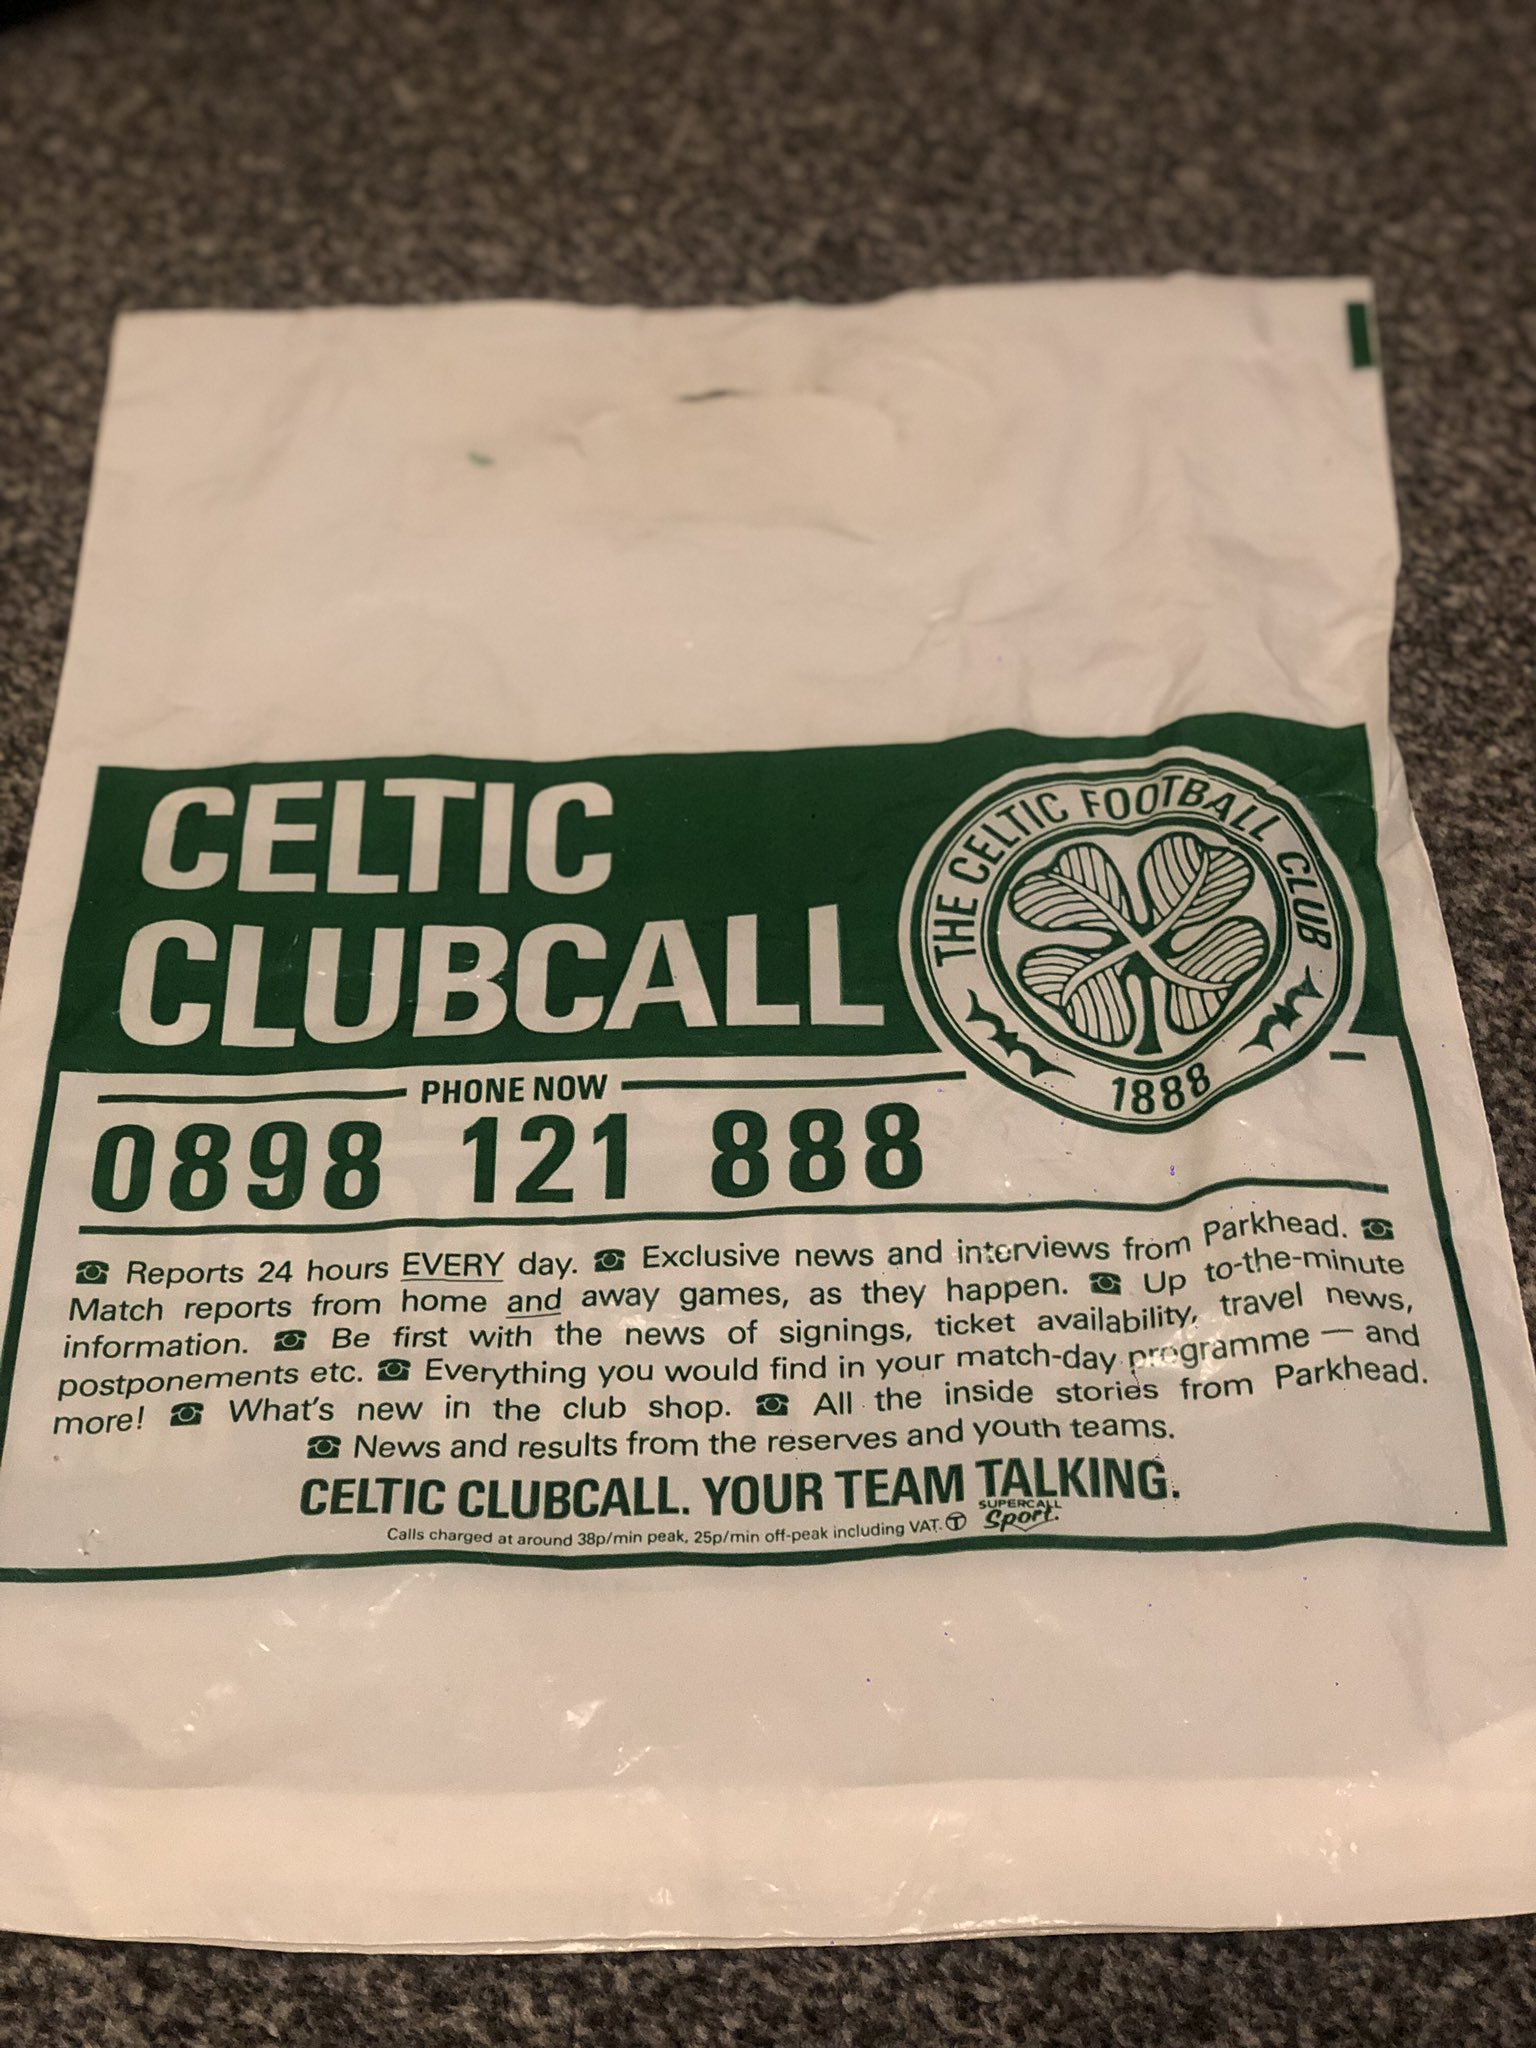 CELTIC
CLUBCALL
THE CELTIC FOOTBALL CLUB
1888
PHONE NOW
0898 121 888
Reports 24 hours EVERY day. Exclusive news and interviews from Parkhead.
Match reports from home and away games, as they happen. Up to-the-minute
information. Be first with the news of signings, ticket availability, travel news,
postponements etc. Everything you would find in your match-day programme — and
more! What's new in the club shop. All the inside stories from Parkhead.
News and results from the reserves and youth teams.
CELTIC CLUBCALL. YOUR TEAM TALKING.
Calls charged at around 38p/min peak, 25p/min off-peak including VAT. T
SUPERCALL
Sport.